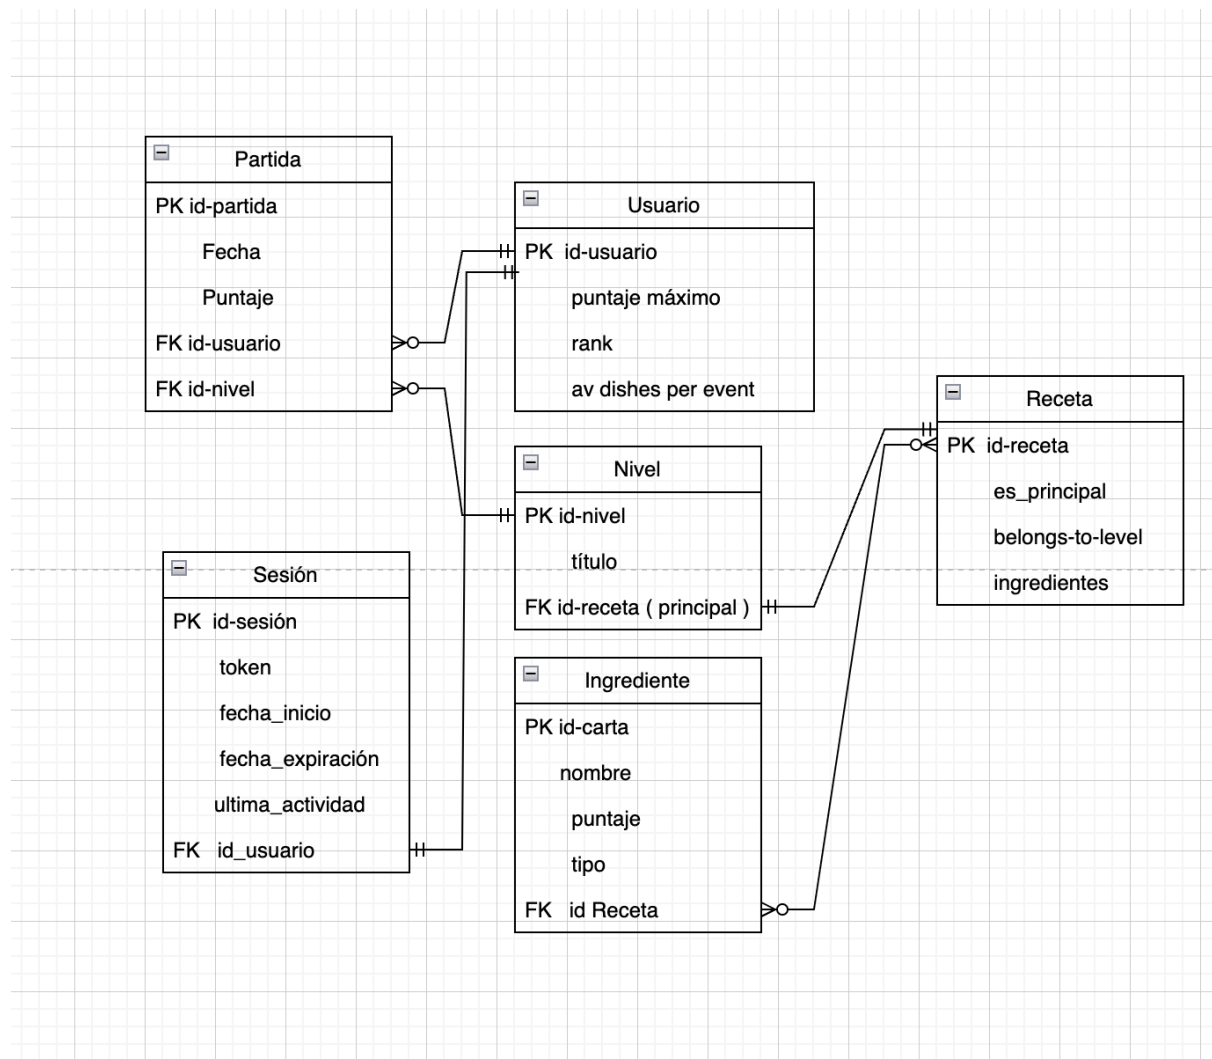 Partida
PK id-partida
Fecha
Puntaje
FK id-usuario
FK id-nivel
Usuario
PK id-usuario
puntaje máximo
rank
av dishes per event
Nivel
PK id-nivel
título
FK id-receta ( principal )
Receta
PK id-receta
es_principal
belongs-to-level
ingredientes
Sesión
PK id-sesión
token
fecha_inicio
fecha_expiración
ultima_actividad
FK id_usuario
Ingrediente
PK id-carta
nombre
puntaje
tipo
FK id Receta